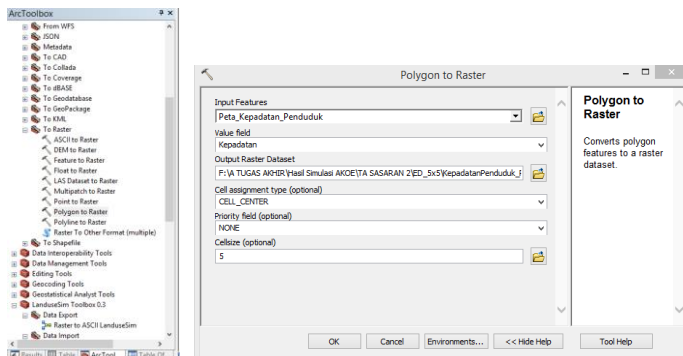 ArcToolbox
From WFS
JSON
Metadata
To CAD
To Collada
To Coverage
To dBASE
To Geodatabase
To GeoPackage
To KML
To Raster
ASCII to Raster
DEM to Raster
Feature to Raster
Float to Raster
LAS Dataset to Raster
Multipatch to Raster
Point to Raster
Polygon to Raster
Polyline to Raster
Raster To Other Format (multiple)
To Shapefile
Data Interoperability Tools
Data Management Tools
Editing Tools
Geocoding Tools
Geostatistical Analyst Tools
LanduseSim Toolbox 0.3
Data Export
Raster to ASCII LanduseSim
Data Import
Results
Table
ArcTool...
Table Of
Polygon to Raster
Input Features
Peta_Kepadatan_Penduduk
Value field
Kepadatan
Output Raster Dataset
F:\A TUGAS AKHIR\Hasil Simulasi AKOE\TA SASARAN 2\ED_5x5\KepadatanPenduduk_F
Cell assignment type (optional)
CELL_CENTER
Priority field (optional)
NONE
Cellsize (optional)
5
OK
Cancel
Environments...
<< Hide Help
Polygon to
Raster
Converts polygon
features to a raster
dataset.
Tool Help